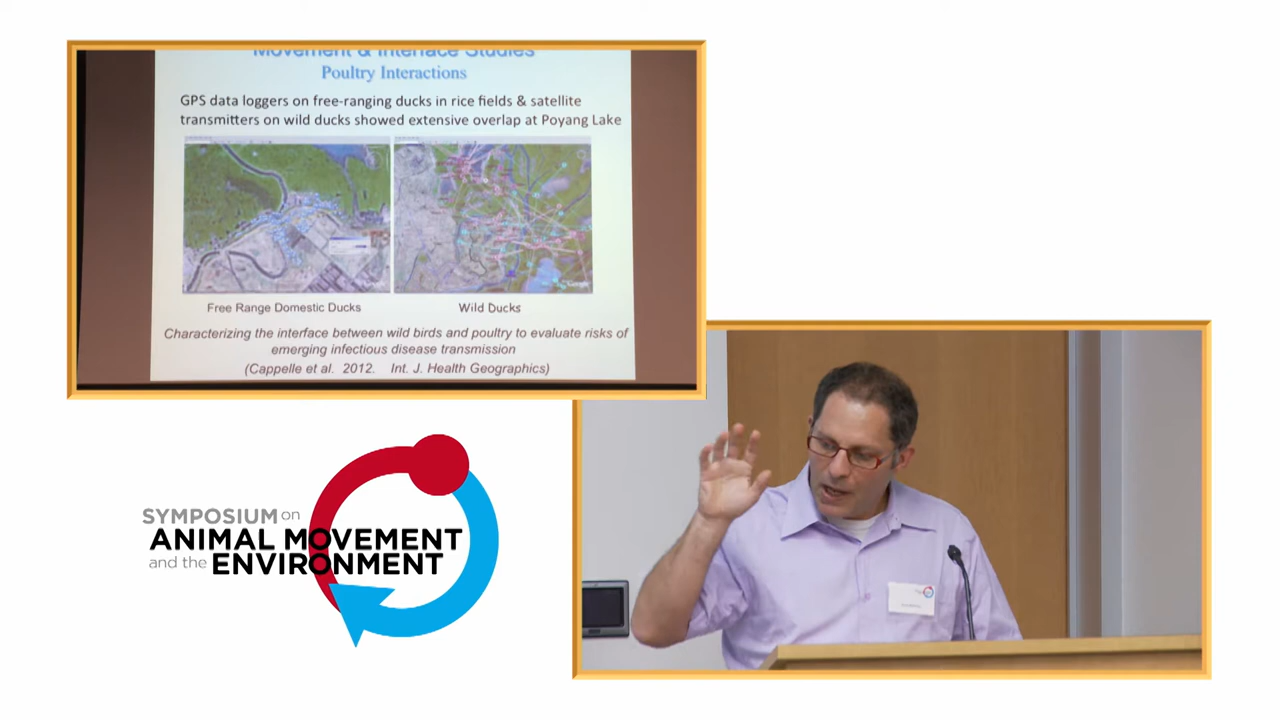 Movement & Interface Studies
Poultry Interactions
GPS data loggers on free-ranging ducks in rice fields & satellite
transmitters on wild ducks showed extensive overlap at Poyang Lake
Free Range Domestic Ducks
Wild Ducks
Characterizing the interface between wild birds and poultry to evaluate risks of
emerging infectious disease transmission
(Cappelle et al. 2012. Int. J. Health Geographics)
SYMPOSIUM on
ANIMAL MOVEMENT
and the ENVIRONMENT